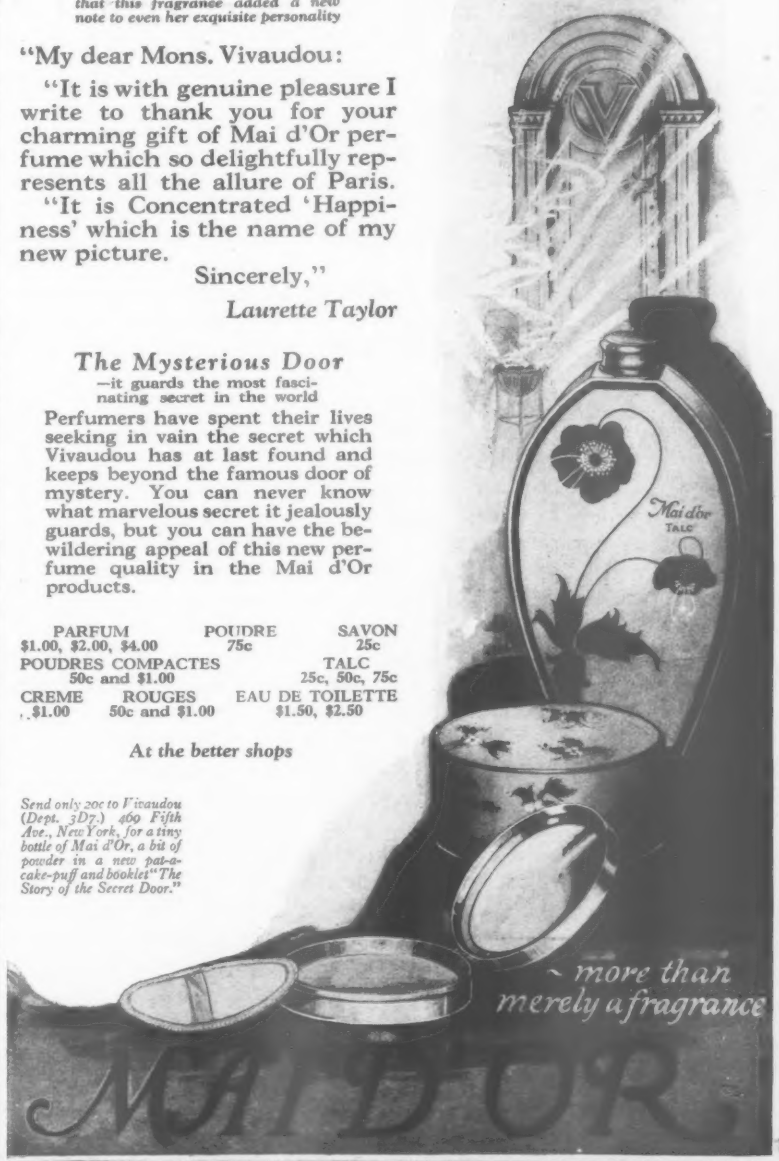 that this fragrance added a new
note to even her exquisite personality
“My dear Mons. Vivaudou:
“It is with genuine pleasure I
write to thank you for your
charming gift of Mai d’Or per-
fume which so delightfully rep-
resents all the allure of Paris.
“It is Concentrated ‘Happi-
ness’ which is the name of my
new picture.
Sincerely,”
Laurette Taylor
The Mysterious Door
—it guards the most fasci-
nating secret in the world
Perfumers have spent their lives
seeking in vain the secret which
Vivaudou has at last found and
keeps beyond the famous door of
mystery. You can never know
what marvelous secret it jealously
guards, but you can have the be-
wildering appeal of this new per-
fume quality in the Mai d’Or
products.
PARFUM POUDRE SAVON
$1.00, $2.00, $4.00 75c 25c
POUDRES COMPACTES TALC
50c and $1.00 25c, 50c, 75c
CREME ROUGES EAU DE TOILETTE
$1.00 50c and $1.00 $1.50, $2.50
At the better shops
Send only 20c to Vivaudou
(Dept. 3D7.) 469 Fifth
Ave., New York, for a tiny
bottle of Mai d’Or, a bit of
powder in a new pat-a-
cake-puff and booklet “The
Story of the Secret Door.”
V
Mai d’or
TALC
~ more than
merely a fragrance
MAI D’OR